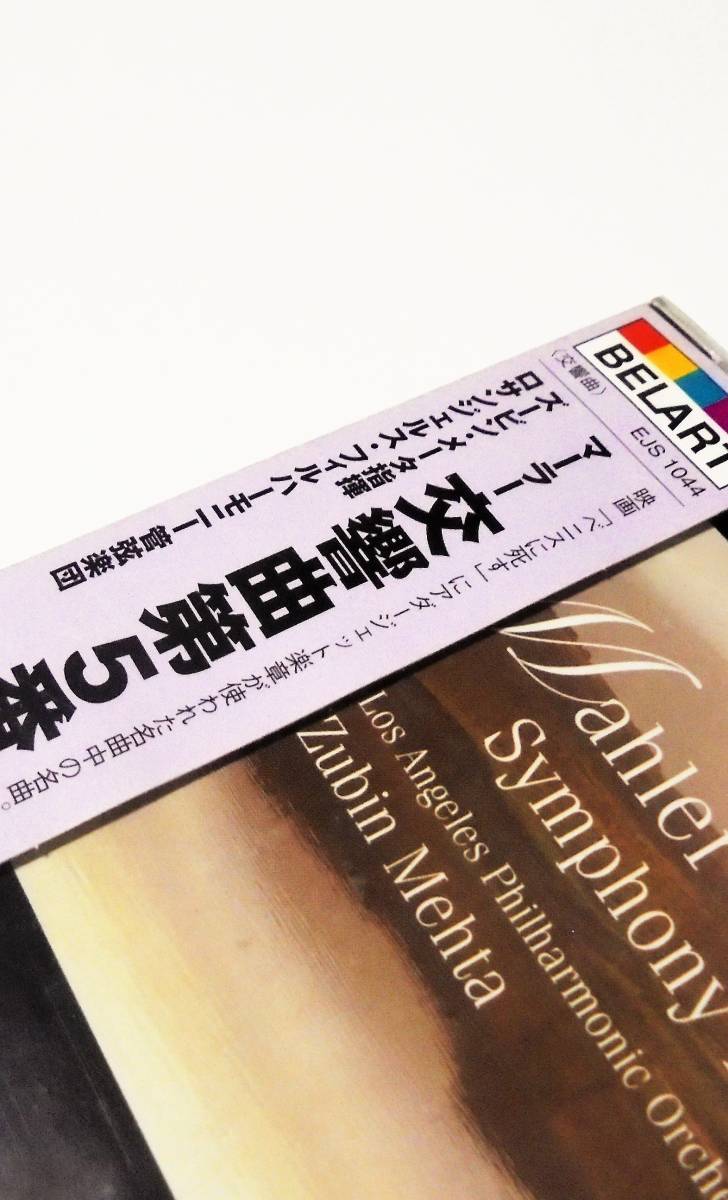 BELART
EJS 1044
〈交響曲〉
マーラー
交響曲第5番
ズービン・メータ指揮
ロサンジェルス・フィルハーモニー管弦楽団
映画「ベニスに死す」にアダージェット楽章が使われた名曲中の名曲。
Mahler
Symphony
Los Angeles Philharmonic Orch
Zubin Mehta